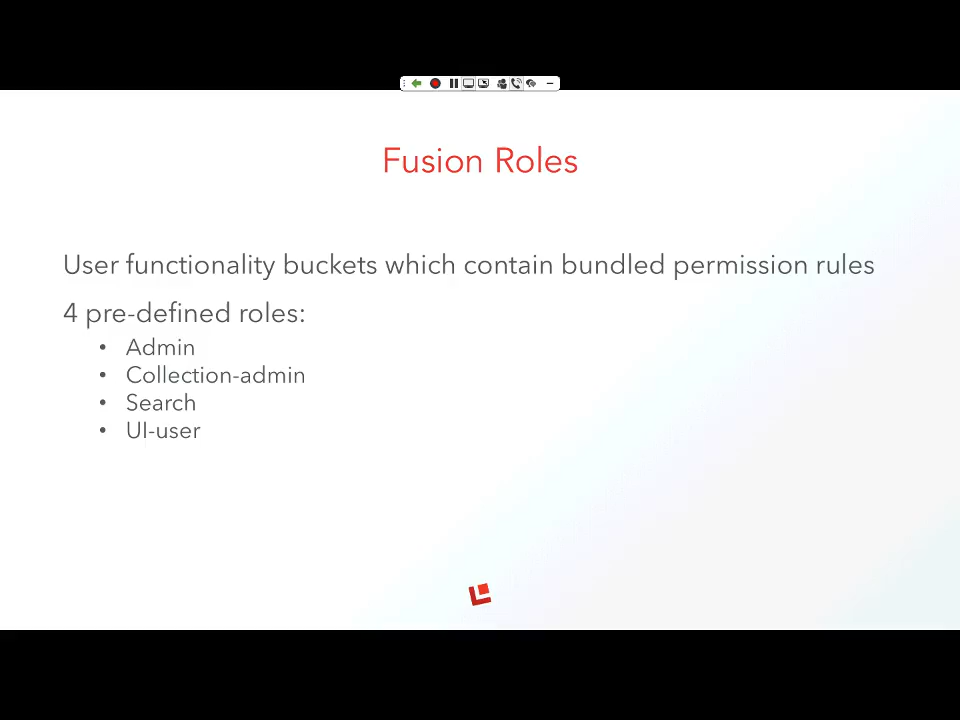 Fusion Roles
User functionality buckets which contain bundled permission rules
4 pre-defined roles:
• Admin
• Collection-admin
• Search
• UI-user